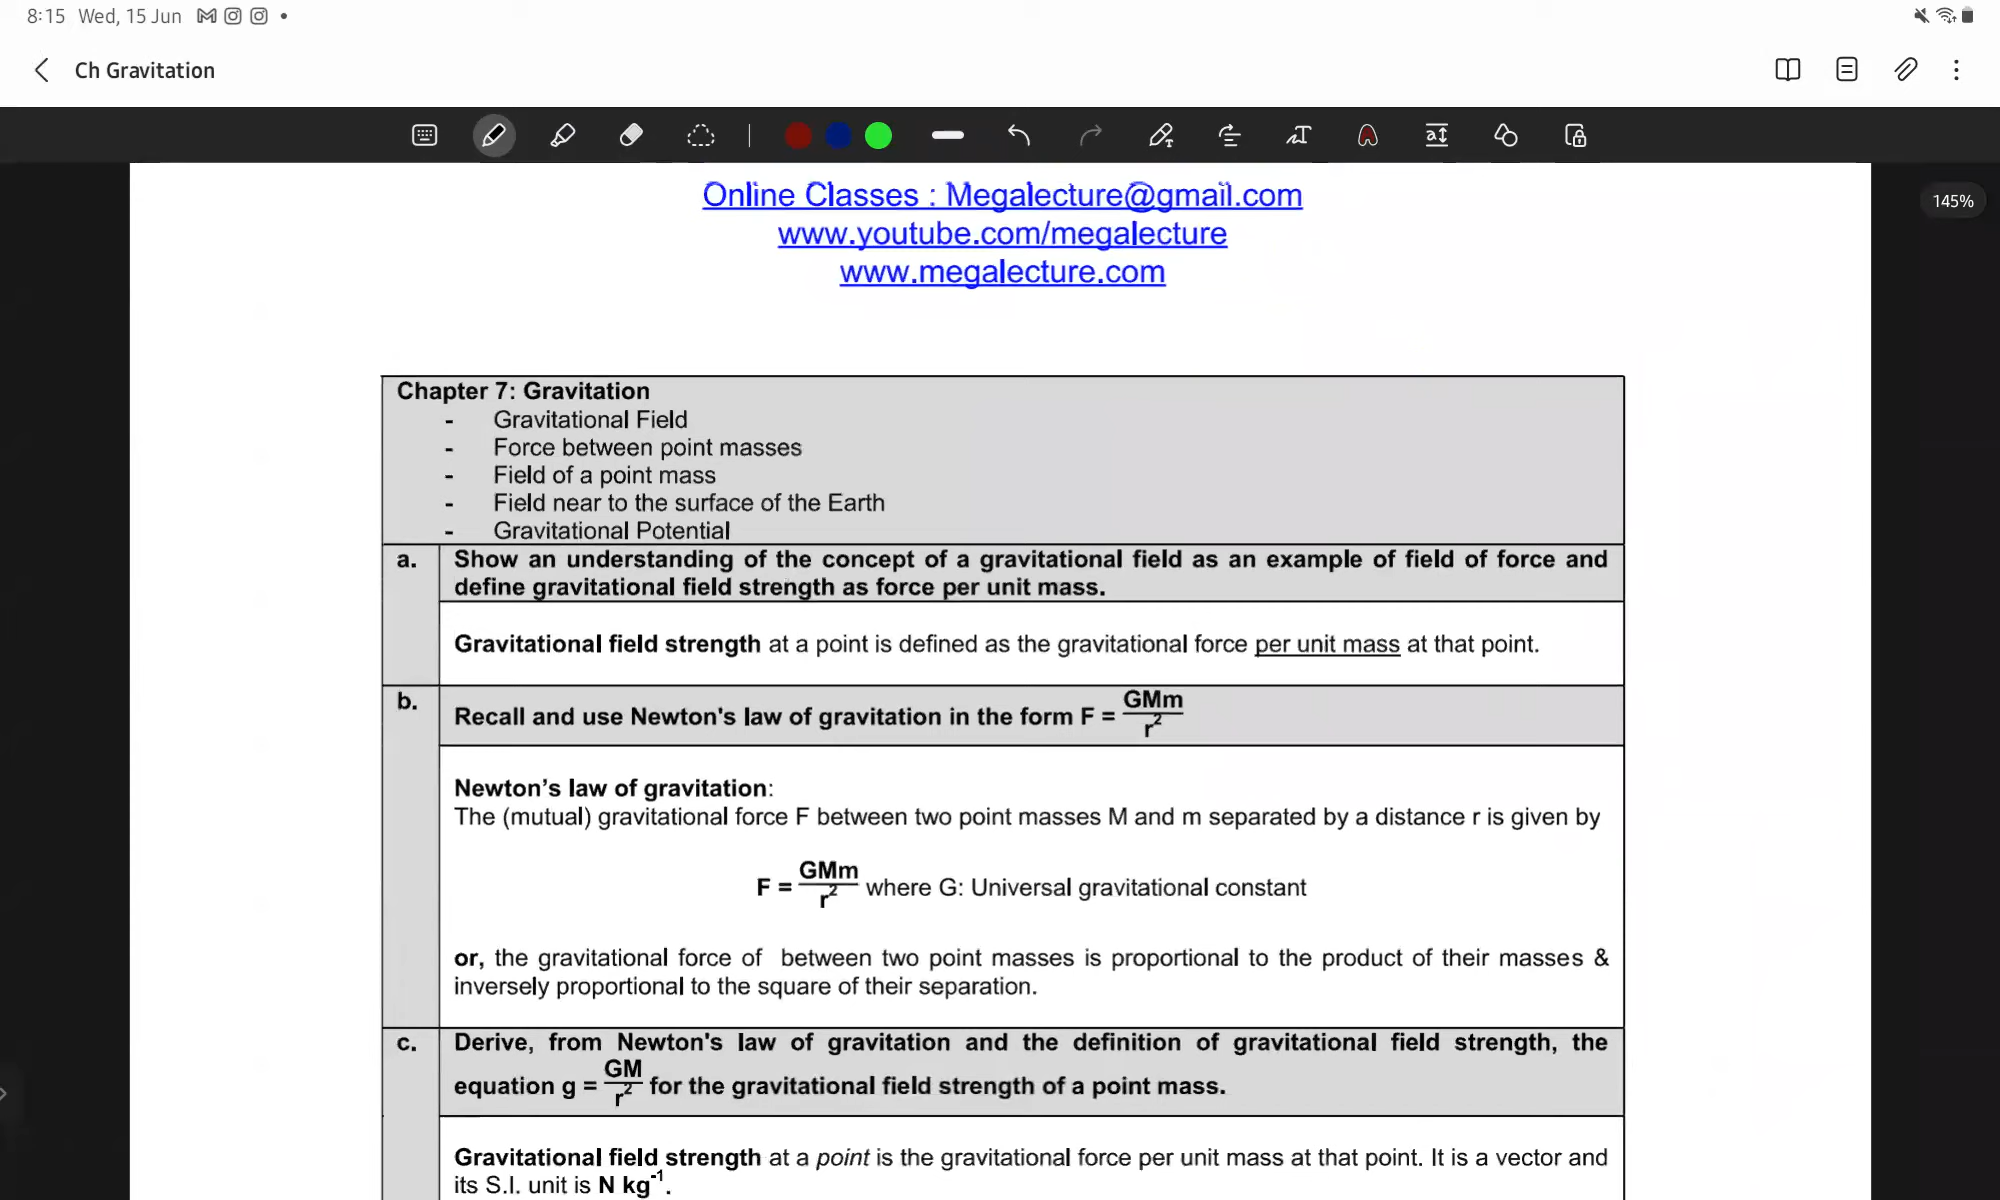 8:15 Wed, 15 Jun
Ch Gravitation
145%
Online Classes : Megalecture@gmail.com
www.youtube.com/megalecture
www.megalecture.com
Chapter 7: Gravitation
- Gravitational Field
- Force between point masses
- Field of a point mass
- Field near to the surface of the Earth
- Gravitational Potential
a. Show an understanding of the concept of a gravitational field as an example of field of force and
define gravitational field strength as force per unit mass.
Gravitational field strength at a point is defined as the gravitational force per unit mass at that point.
b. Recall and use Newton's law of gravitation in the form F = GMm/r²
Newton’s law of gravitation:
The (mutual) gravitational force F between two point masses M and m separated by a distance r is given by
F = GMm/r² where G: Universal gravitational constant
or, the gravitational force of between two point masses is proportional to the product of their masses &
inversely proportional to the square of their separation.
c. Derive, from Newton's law of gravitation and the definition of gravitational field strength, the
equation g = GM/r² for the gravitational field strength of a point mass.
Gravitational field strength at a point is the gravitational force per unit mass at that point. It is a vector and
its S.I. unit is N kg⁻¹.